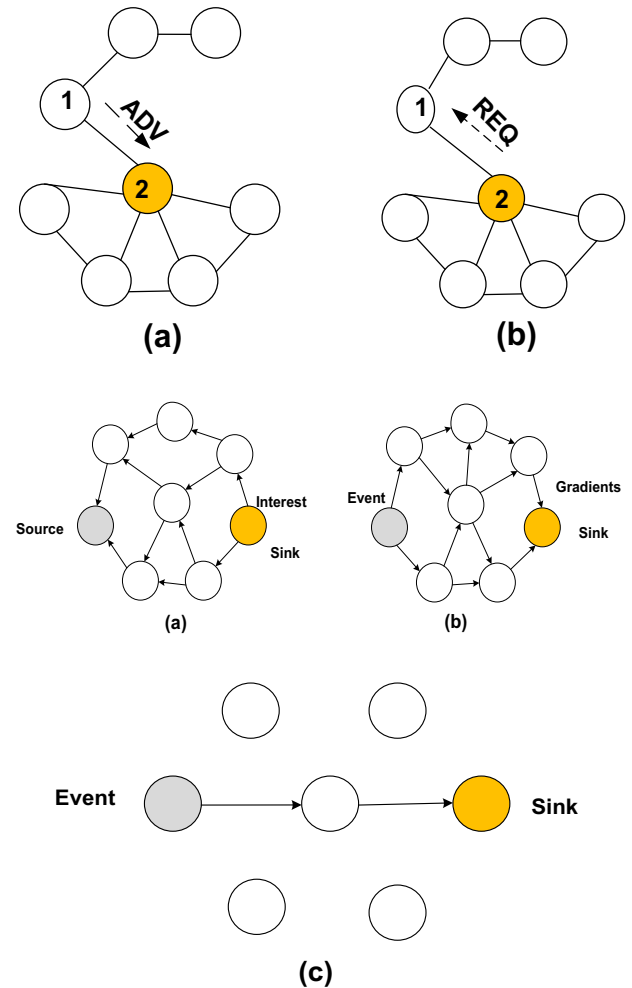 1
ADV
2
(a)
1
REQ
2
(b)
Source
Interest
Sink
(a)
Event
Gradients
Sink
(b)
Event
Sink
(c)